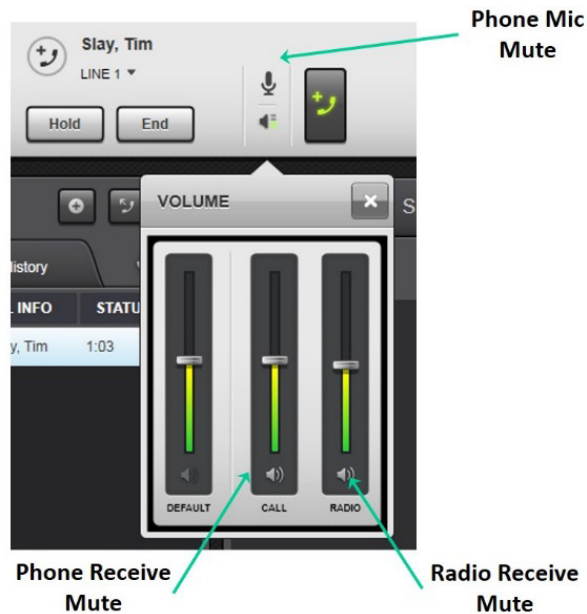 Phone Mic
Mute
Slay, Tim
LINE 1
Hold
End
VOLUME
S
istory
INFO
STATU
y, Tim
1:03
DEFAULT
CALL
RADIO
Phone Receive
Mute
Radio Receive
Mute